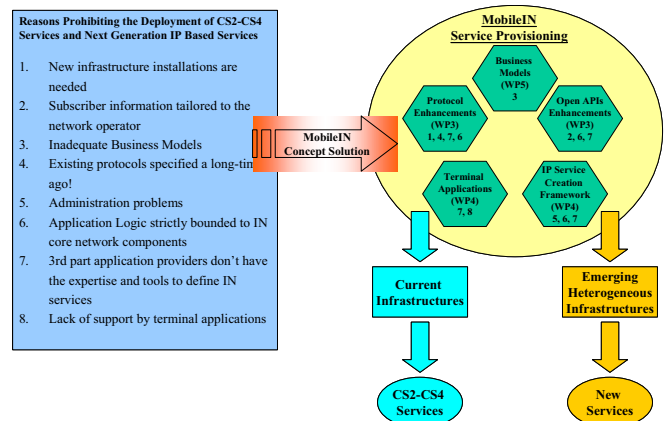 Reasons Prohibiting the Deployment of CS2-CS4
Services and Next Generation IP Based Services
1. New infrastructure installations are
needed
2. Subscriber information tailored to the
network operator
3. Inadequate Business Models
4. Existing protocols specified a long-time
ago!
5. Administration problems
6. Application Logic strictly bounded to IN
core network components
7. 3rd part application providers don't have
the expertise and tools to define IN
services
8. Lack of support by terminal applications
MobileIN
Concept Solution
MobileIN
Service Provisioning
Business
Models
(WP5)
3
Protocol
Enhancements
(WP3)
1, 4, 7, 6
Open APIs
Enhancements
(WP3)
2, 6, 7
Terminal
Applications
(WP4)
7, 8
IP Service
Creation
Framework
(WP4)
5, 6, 7
Current
Infrastructures
Emerging
Heterogeneous
Infrastructures
CS2-CS4
Services
New
Services